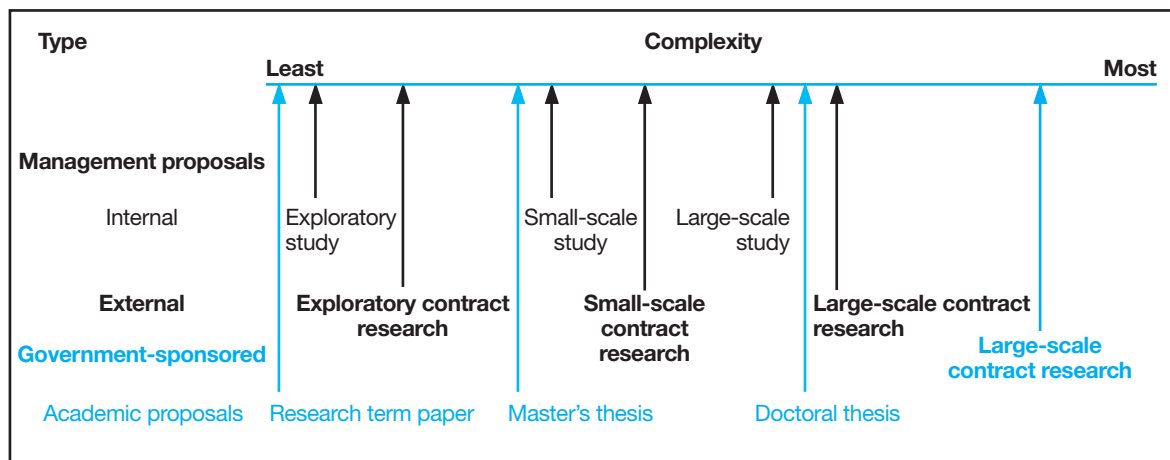 Type Complexity
Least Most
Management proposals
Internal Exploratory study Small-scale study Large-scale study
External Exploratory contract research Small-scale contract research Large-scale contract research
Government-sponsored Large-scale contract research
Academic proposals Research term paper Master's thesis Doctoral thesis